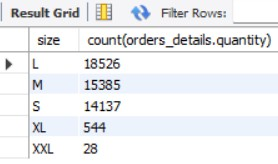 Result Grid Filter Rows:
size count(orders_details.quantity)
L 18526
M 15385
S 14137
XL 544
XXL 28